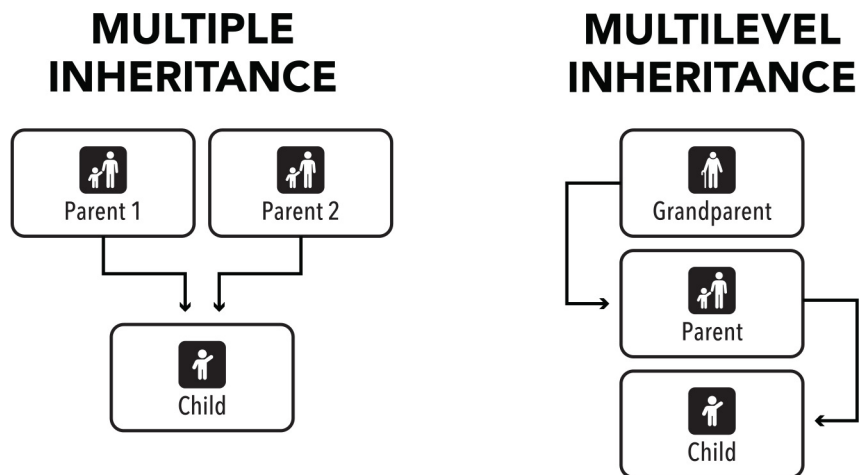 MULTIPLE
INHERITANCE
Parent 1
Parent 2
Child
MULTILEVEL
INHERITANCE
Grandparent
Parent
Child